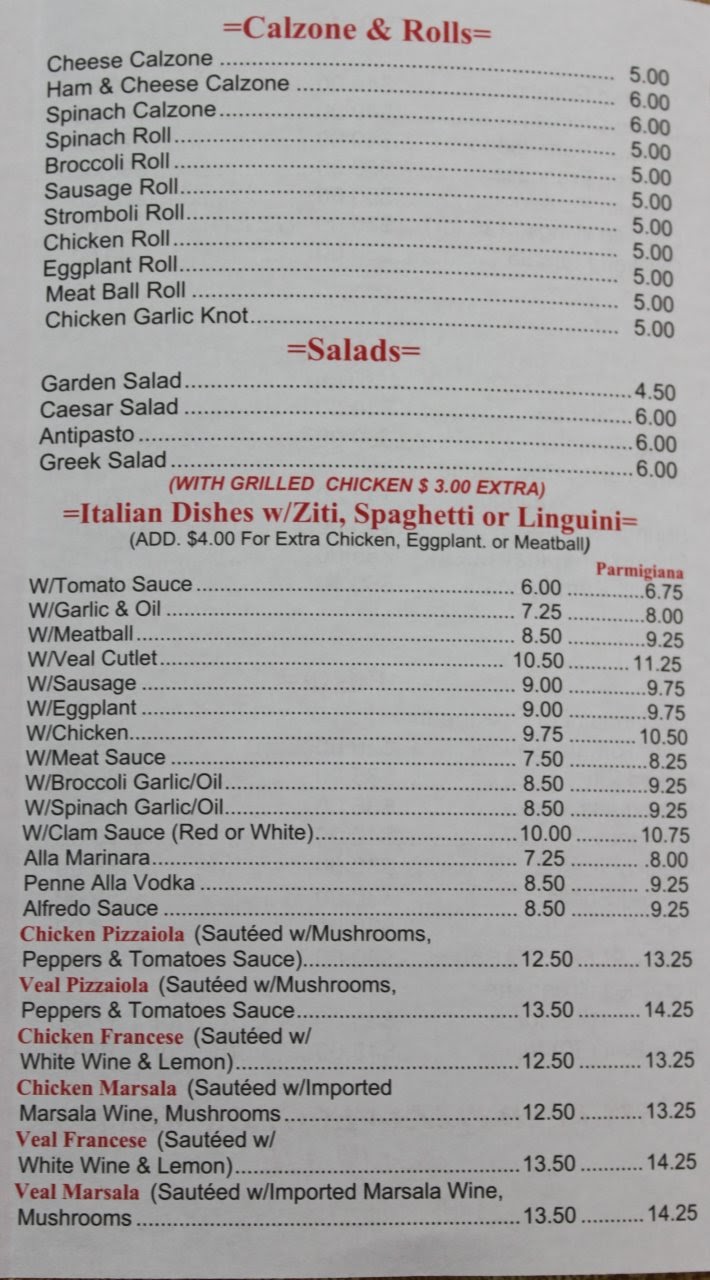 =Calzone & Rolls=
Cheese Calzone ................................................................ 5.00
Ham & Cheese Calzone ..................................................... 6.00
Spinach Calzone ................................................................ 6.00
Spinach Roll ........................................................................ 5.00
Broccoli Roll ........................................................................ 5.00
Sausage Roll ....................................................................... 5.00
Stromboli Roll ...................................................................... 5.00
Chicken Roll ........................................................................ 5.00
Eggplant Roll ....................................................................... 5.00
Meat Ball Roll ...................................................................... 5.00
Chicken Garlic Knot ............................................................. 5.00
=Salads=
Garden Salad ........................................................................ 4.50
Caesar Salad ........................................................................ 6.00
Antipasto ............................................................................... 6.00
Greek Salad .......................................................................... 6.00
(WITH GRILLED CHICKEN $ 3.00 EXTRA)
=Italian Dishes w/Ziti, Spaghetti or Linguini=
(ADD. $4.00 For Extra Chicken, Eggplant. or Meatball)
Parmigiana
W/Tomato Sauce ..................................................... 6.00 ............. 6.75
W/Garlic & Oil .......................................................... 7.25 ............. 8.00
W/Meatball ............................................................... 8.50 ............. 9.25
W/Veal Cutlet .......................................................... 10.50 .......... 11.25
W/Sausage .............................................................. 9.00 ............. 9.75
W/Eggplant .............................................................. 9.00 ............. 9.75
W/Chicken ............................................................... 9.75 ........... 10.50
W/Meat Sauce ......................................................... 7.50 ............. 8.25
W/Broccoli Garlic/Oil ................................................ 8.50 ............. 9.25
W/Spinach Garlic/Oil ................................................ 8.50 ............. 9.25
W/Clam Sauce (Red or White) ................................ 10.00 ........... 10.75
Alla Marinara ............................................................ 7.25 ........... .8.00
Penne Alla Vodka ..................................................... 8.50 ........... .9.25
Alfredo Sauce .......................................................... 8.50 ............. 9.25
Chicken Pizzaiola (Sautéed w/Mushrooms,
Peppers & Tomatoes Sauce) ................................... 12.50 ........... 13.25
Veal Pizzaiola (Sautéed w/Mushrooms,
Peppers & Tomatoes Sauce .................................... 13.50 ........... 14.25
Chicken Francese (Sautéed w/
White Wine & Lemon) .............................................. 12.50 ........... 13.25
Chicken Marsala (Sautéed w/Imported
Marsala Wine, Mushrooms ...................................... 12.50 ........... 13.25
Veal Francese (Sautéed w/
White Wine & Lemon) .............................................. 13.50 ........... 14.25
Veal Marsala (Sautéed w/Imported Marsala Wine,
Mushrooms .............................................................. 13.50 ........... 14.25